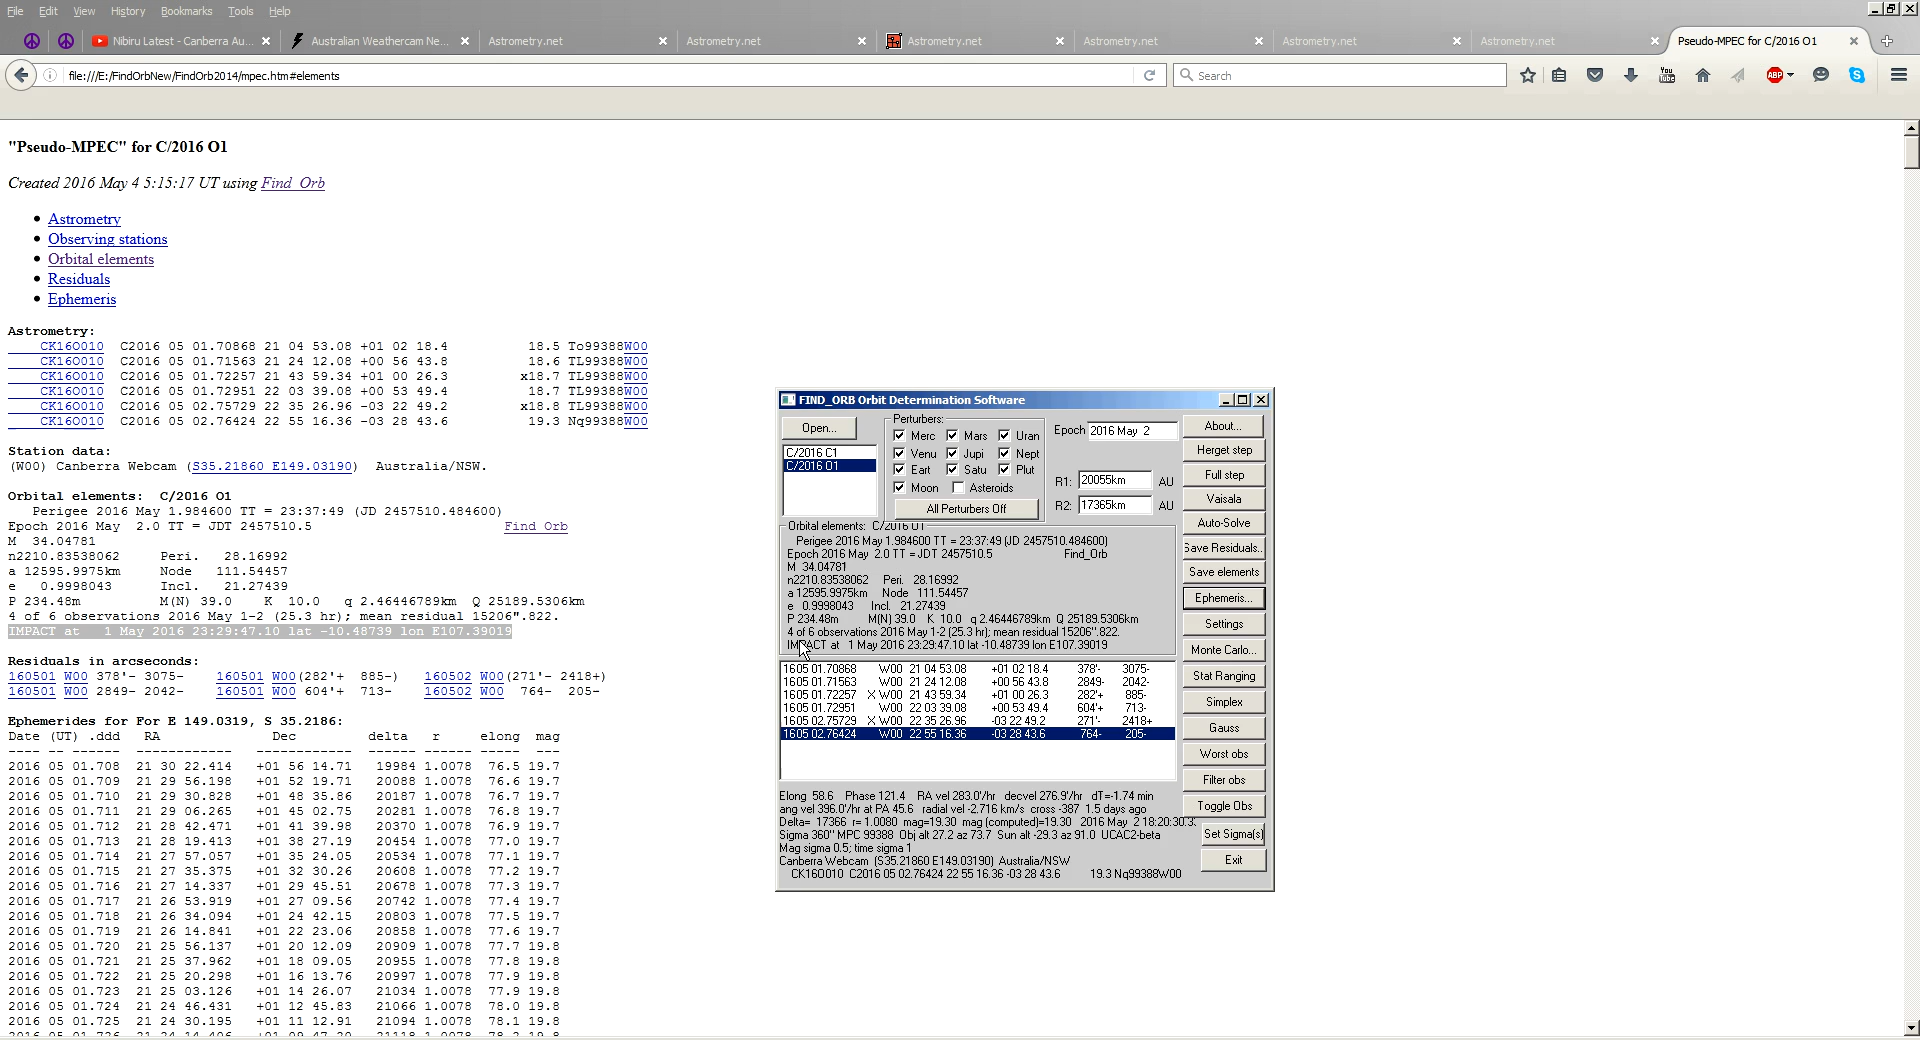 File Edit View History Bookmarks Tools Help
Nibiru Latest - Canberra Au... Australian Weathercam Ne... Astrometry.net Astrometry.net Astrometry.net Astrometry.net Astrometry.net Astrometry.net Pseudo-MPEC for C/2016 O1
file:///E:/FindOrbNew/FindOrb2014/mpec.htm#elements Search You Tube ABP
"Pseudo-MPEC" for C/2016 O1
Created 2016 May 4 5:15:17 UT using Find Orb
Astrometry
Observing stations
Orbital elements
Residuals
Ephemeris
Astrometry:
CK16O010 C2016 05 01.70868 21 04 53.08 +01 02 18.4 18.5 To99388W00
CK16O010 C2016 05 01.71563 21 24 12.08 +00 56 43.8 18.6 TL99388W00
CK16O010 C2016 05 01.72257 21 43 59.34 +01 00 26.3 x18.7 TL99388W00
CK16O010 C2016 05 01.72951 22 03 39.08 +00 53 49.4 18.7 TL99388W00
CK16O010 C2016 05 02.75729 22 35 26.96 -03 22 49.2 x18.8 TL99388W00
CK16O010 C2016 05 02.76424 22 55 16.36 -03 28 43.6 19.3 Nq99388W00
Station data:
(W00) Canberra Webcam (S35.21860 E149.03190) Australia/NSW.
Orbital elements: C/2016 O1
Perigee 2016 May 1.984600 TT = 23:37:49 (JD 2457510.484600)
Epoch 2016 May 2.0 TT = JDT 2457510.5 Find Orb
M 34.04781
n2210.83538062 Peri. 28.16992
a 12595.9975km Node 111.54457
e 0.9998043 Incl. 21.27439
P 234.48m M(N) 39.0 K 10.0 q 2.46446789km Q 25189.5306km
4 of 6 observations 2016 May 1-2 (25.3 hr); mean residual 15206".822.
IMPACT at 1 May 2016 23:29:47.10 lat -10.48739 lon E107.39019
Residuals in arcseconds:
160501 W00 378'- 3075- 160501 W00(282'+ 885-) 160502 W00(271'- 2418+)
160501 W00 2849- 2042- 160501 W00 604'+ 713- 160502 W00 764- 205-
Ephemerides for For E 149.0319, S 35.2186:
Date (UT) .ddd RA Dec delta r elong mag
---- -- ------ ------------ ------------ ------ ------ ----- ---
2016 05 01.708 21 30 22.414 +01 56 14.71 19984 1.0078 76.5 19.7
2016 05 01.709 21 29 56.198 +01 52 19.71 20088 1.0078 76.6 19.7
2016 05 01.710 21 29 30.828 +01 48 35.86 20187 1.0078 76.7 19.7
2016 05 01.711 21 29 06.265 +01 45 02.75 20281 1.0078 76.8 19.7
2016 05 01.712 21 28 42.471 +01 41 39.98 20370 1.0078 76.9 19.7
2016 05 01.713 21 28 19.413 +01 38 27.19 20454 1.0078 77.0 19.7
2016 05 01.714 21 27 57.057 +01 35 24.05 20534 1.0078 77.1 19.7
2016 05 01.715 21 27 35.375 +01 32 30.26 20608 1.0078 77.2 19.7
2016 05 01.716 21 27 14.337 +01 29 45.51 20678 1.0078 77.3 19.7
2016 05 01.717 21 26 53.919 +01 27 09.56 20742 1.0078 77.4 19.7
2016 05 01.718 21 26 34.094 +01 24 42.15 20803 1.0078 77.5 19.7
2016 05 01.719 21 26 14.841 +01 22 23.06 20858 1.0078 77.6 19.7
2016 05 01.720 21 25 56.137 +01 20 12.09 20909 1.0078 77.7 19.8
2016 05 01.721 21 25 37.962 +01 18 09.05 20955 1.0078 77.8 19.8
2016 05 01.722 21 25 20.298 +01 16 13.76 20997 1.0078 77.9 19.8
2016 05 01.723 21 25 03.126 +01 14 26.07 21034 1.0078 77.9 19.8
2016 05 01.724 21 24 46.431 +01 12 45.83 21066 1.0078 78.0 19.8
2016 05 01.725 21 24 30.195 +01 11 12.91 21094 1.0078 78.1 19.8
FIND_ORB Orbit Determination Software
Open...
C/2016 C1
C/2016 O1
Perturbers:
Merc Mars Uran
Venu Jupi Nept
Eart Satu Plut
Moon Asteroids
All Perturbers Off
Epoch 2016 May 2
R1: 20055km AU
R2: 17365km AU
About...
Herget step
Full step
Vaisala
Auto-Solve
Save Residuals..
Save elements
Ephemeris...
Settings
Monte Carlo...
Stat Ranging
Simplex
Gauss
Worst obs
Filter obs
Toggle Obs
Set Sigma(s)
Exit
Orbital elements: C/2016 O1
Perigee 2016 May 1.984600 TT = 23:37:49 (JD 2457510.484600)
Epoch 2016 May 2.0 TT = JDT 2457510.5 Find_Orb
M 34.04781
n2210.83538062 Peri. 28.16992
a 12595.9975km Node 111.54457
e 0.9998043 Incl. 21.27439
P 234.48m M(N) 39.0 K 10.0 q 2.46446789km Q 25189.5306km
4 of 6 observations 2016 May 1-2 (25.3 hr); mean residual 15206".822.
IMPACT at 1 May 2016 23:29:47.10 lat -10.48739 lon E107.39019
1605 01.70868 W00 21 04 53.08 +01 02 18.4 378'- 3075-
1605 01.71563 W00 21 24 12.08 +00 56 43.8 2849- 2042-
1605 01.72257 X W00 21 43 59.34 +01 00 26.3 282'+ 885-
1605 01.72951 W00 22 03 39.08 +00 53 49.4 604'+ 713-
1605 02.75729 X W00 22 35 26.96 -03 22 49.2 271'- 2418+
1605 02.76424 W00 22 55 16.36 -03 28 43.6 764- 205-
Elong 58.6 Phase 121.4 RA vel 283.0'/hr decvel 276.9'/hr dT=-1.74 min
ang vel 396.0'/hr at PA 45.6 radial vel -2.716 km/s cross -387 1.5 days ago
Delta= 17366 r= 1.0080 mag=19.30 mag (computed)=19.30 2016 May 2 18:20:30.3
Sigma 360" MPC 99388 Obj alt 27.2 az 73.7 Sun alt -29.3 az 91.0 UCAC2-beta
Mag sigma 0.5; time sigma 1
Canberra Webcam (S35.21860 E149.03190) Australia/NSW
CK16O010 C2016 05 02.76424 22 55 16.36 -03 28 43.6 19.3 Nq99388W00